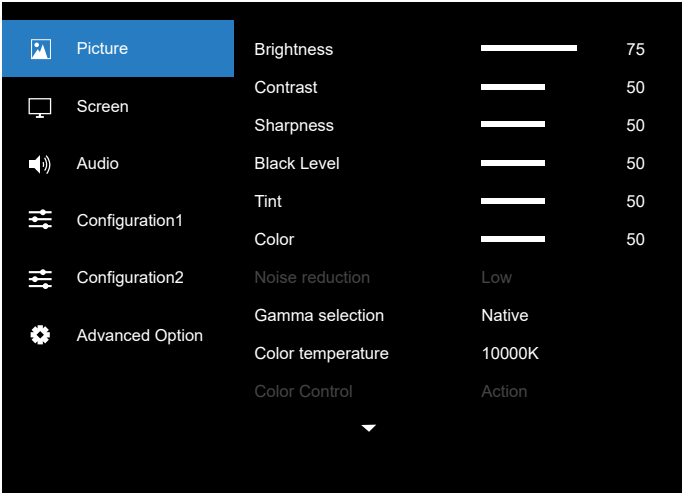 Picture
Screen
Audio
Configuration1
Configuration2
Advanced Option
Brightness 75
Contrast 50
Sharpness 50
Black Level 50
Tint 50
Color 50
Noise reduction Low
Gamma selection Native
Color temperature 10000K
Color Control Action